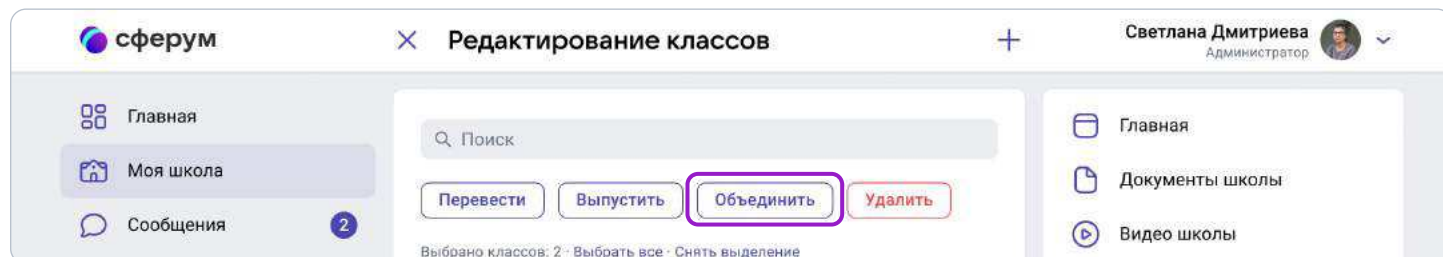 сферум
Редактирование классов
Светлана Дмитриева
Администратор
Главная
Моя школа
Сообщения
2
Поиск
Перевести
Выпустить
Объединить
Удалить
Выбрано классов: 2 · Выбрать все · Снять выделение
Главная
Документы школы
Видео школы